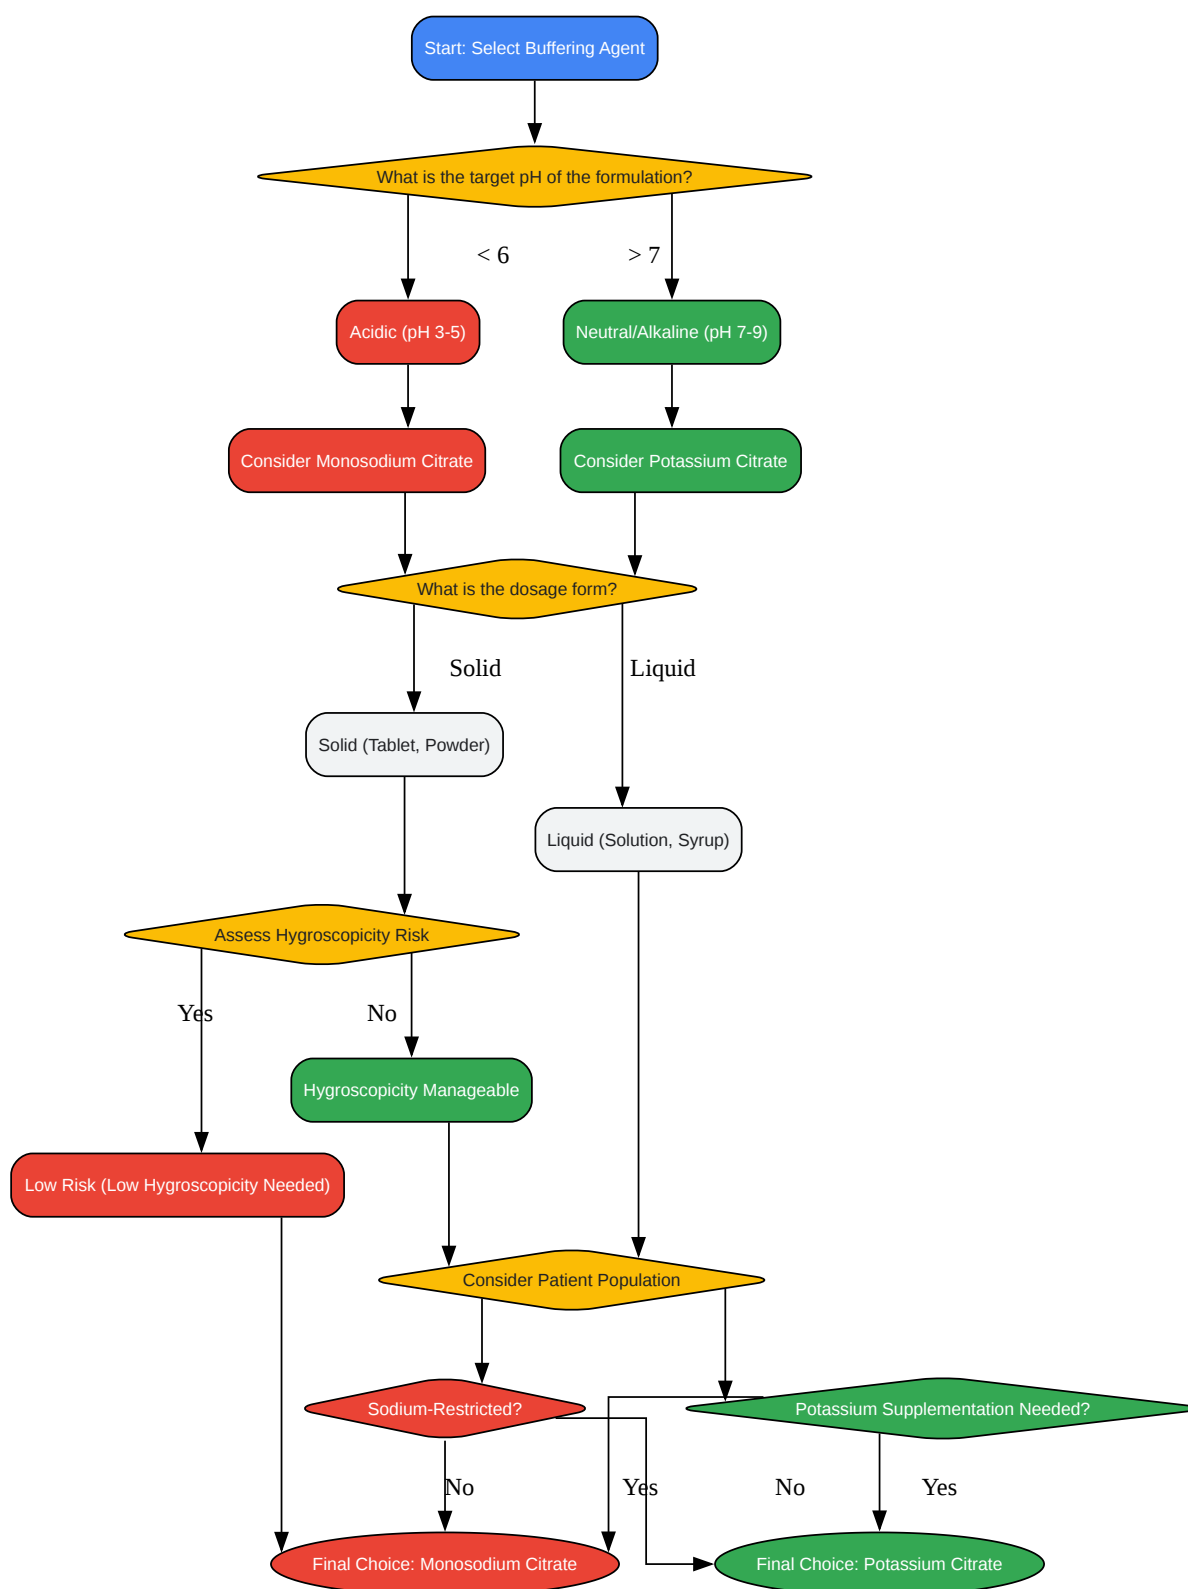 Start: Select Buffering Agent
What is the target pH of the formulation?
< 6
> 7
Acidic (pH 3-5)
Neutral/Alkaline (pH 7-9)
Consider Monosodium Citrate
Consider Potassium Citrate
What is the dosage form?
Solid
Liquid
Solid (Tablet, Powder)
Liquid (Solution, Syrup)
Assess Hygroscopicity Risk
Yes
No
Hygroscopicity Manageable
Low Risk (Low Hygroscopicity Needed)
Consider Patient Population
Sodium-Restricted?
Potassium Supplementation Needed?
No
Yes
No
Yes
Final Choice: Monosodium Citrate
Final Choice: Potassium Citrate